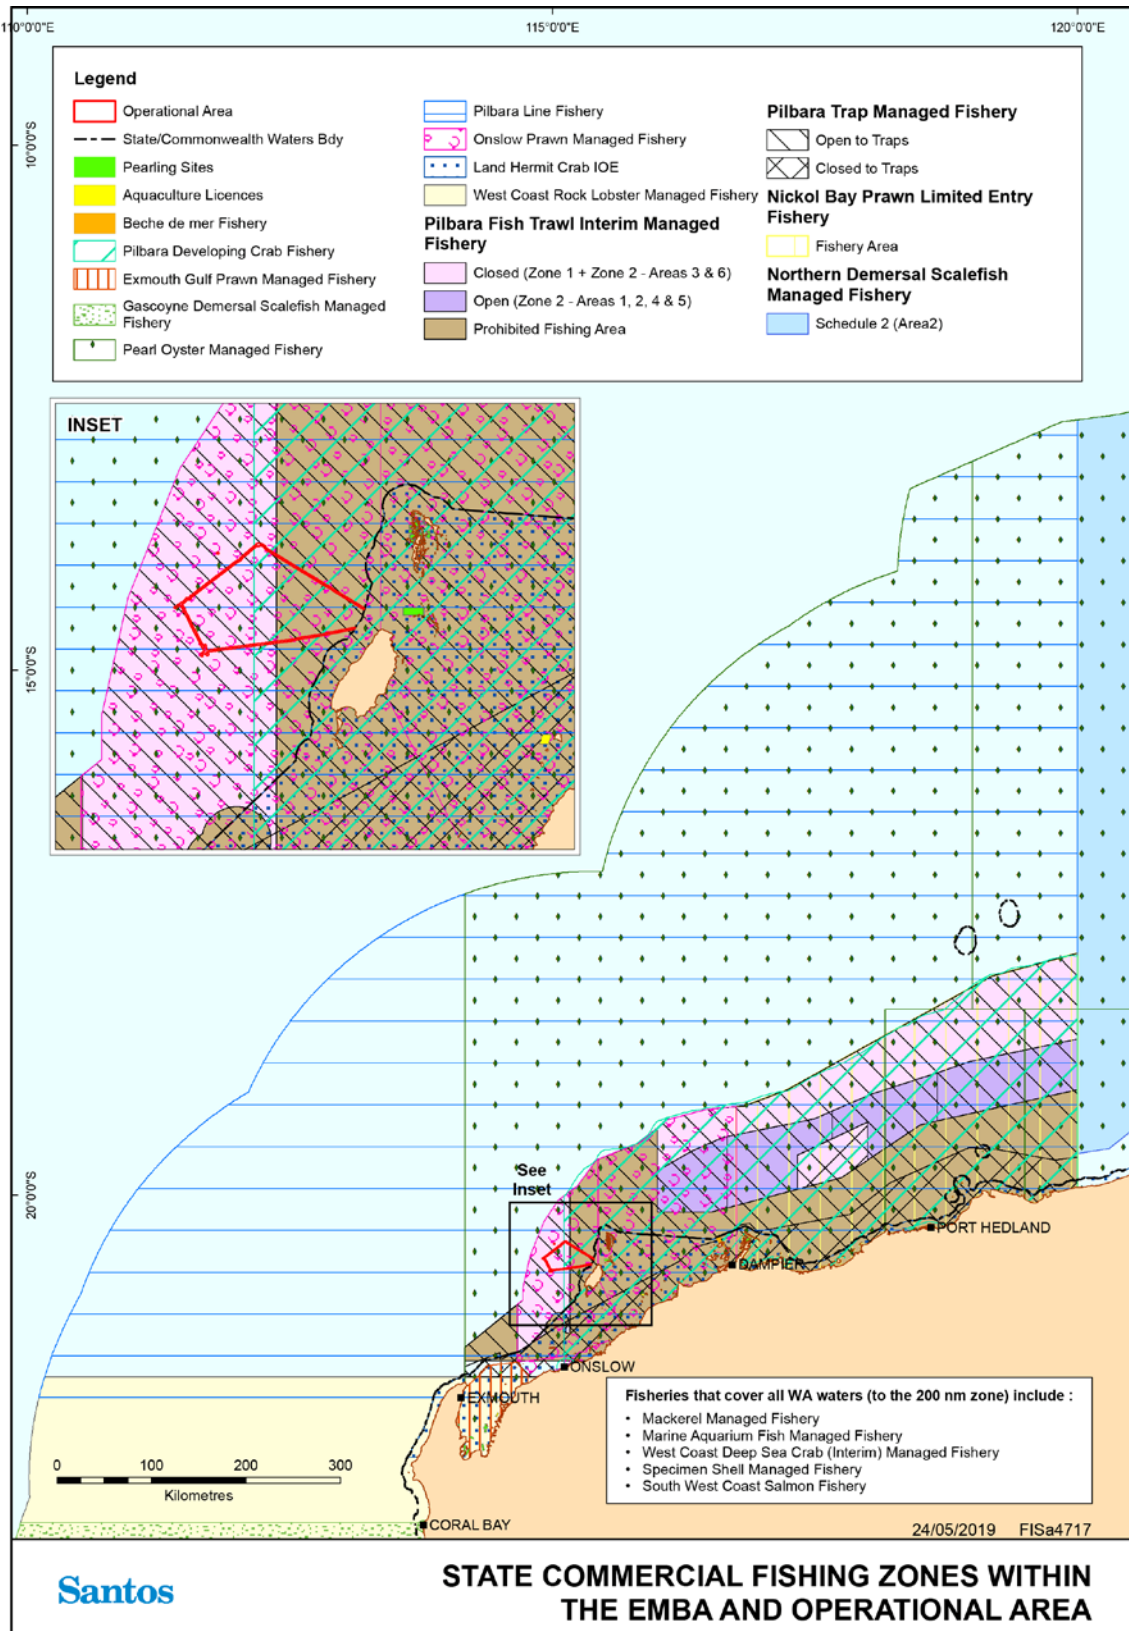 110°0'0"E
115°0'0"E
120°0'0"E
10°0'0"S
15°0'0"S
20°0'0"S
Legend
Operational Area
State/Commonwealth Waters Bdy
Pearling Sites
Aquaculture Licences
Beche de mer Fishery
Pilbara Developing Crab Fishery
Exmouth Gulf Prawn Managed Fishery
Gascoyne Demersal Scalefish Managed
Fishery
Pearl Oyster Managed Fishery
Pilbara Line Fishery
Onslow Prawn Managed Fishery
Land Hermit Crab IOE
West Coast Rock Lobster Managed Fishery
Pilbara Fish Trawl Interim Managed
Fishery
Closed (Zone 1 + Zone 2 - Areas 3 & 6)
Open (Zone 2 - Areas 1, 2, 4 & 5)
Prohibited Fishing Area
Pilbara Trap Managed Fishery
Open to Traps
Closed to Traps
Nickol Bay Prawn Limited Entry
Fishery
Fishery Area
Northern Demersal Scalefish
Managed Fishery
Schedule 2 (Area2)
INSET
See
Inset
PORT HEDLAND
DAMPIER
ONSLOW
EXMOUTH
CORAL BAY
0 100 200 300
Kilometres
Fisheries that cover all WA waters (to the 200 nm zone) include :
• Mackerel Managed Fishery
• Marine Aquarium Fish Managed Fishery
• West Coast Deep Sea Crab (Interim) Managed Fishery
• Specimen Shell Managed Fishery
• South West Coast Salmon Fishery
24/05/2019 FISa4717
Santos
STATE COMMERCIAL FISHING ZONES WITHIN
THE EMBA AND OPERATIONAL AREA